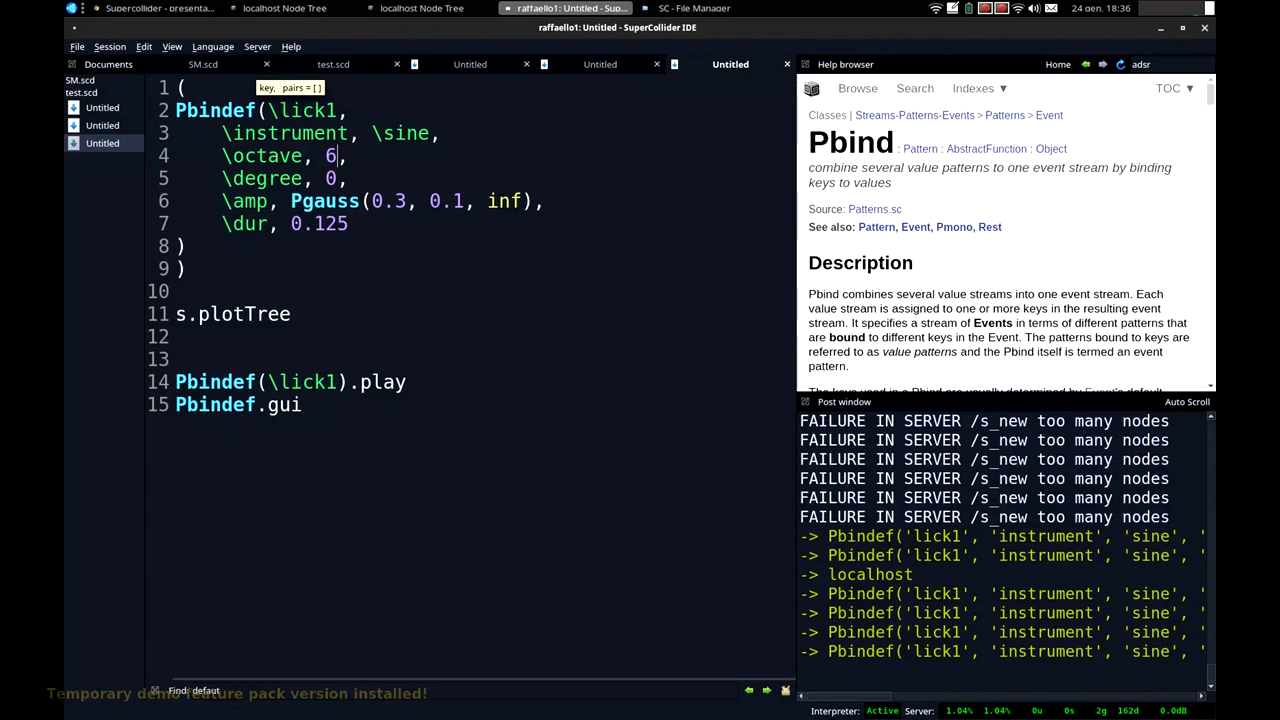 Supercollider - presenta...
localhost Node Tree
localhost Node Tree
raffaello1: Untitled - Sup...
SC - File Manager
24 gen. 18:36
raffaello1: Untitled - SuperCollider IDE
File Session Edit View Language Server Help
Documents
SM.scd
test.scd
Untitled
Untitled
Untitled
Help browser
Home
adsr
SM.scd
test.scd
Untitled
Untitled
Untitled
key, pairs = [ ]
1 (
2 Pbindef(\lick1,
3 \instrument, \sine,
4 \octave, 6,
5 \degree, 0,
6 \amp, Pgauss(0.3, 0.1, inf),
7 \dur, 0.125
8 )
9 )
10
11 s.plotTree
12
13
14 Pbindef(\lick1).play
15 Pbindef.gui
Browse Search Indexes ▼ TOC ▼
Classes | Streams-Patterns-Events > Patterns > Event
Pbind : Pattern : AbstractFunction : Object
combine several value patterns to one event stream by binding
keys to values
Source: Patterns.sc
See also: Pattern, Event, Pmono, Rest
Description
Pbind combines several value streams into one event stream. Each
value stream is assigned to one or more keys in the resulting event
stream. It specifies a stream of Events in terms of different patterns that
are bound to different keys in the Event. The patterns bound to keys are
referred to as value patterns and the Pbind itself is termed an event
pattern.
The keys used in a Pbind are usually determined by Event's default
Post window
Auto Scroll
FAILURE IN SERVER /s_new too many nodes
FAILURE IN SERVER /s_new too many nodes
FAILURE IN SERVER /s_new too many nodes
FAILURE IN SERVER /s_new too many nodes
FAILURE IN SERVER /s_new too many nodes
FAILURE IN SERVER /s_new too many nodes
-> Pbindef('lick1', 'instrument', 'sine', '
-> Pbindef('lick1', 'instrument', 'sine', '
-> localhost
-> Pbindef('lick1', 'instrument', 'sine', '
-> Pbindef('lick1', 'instrument', 'sine', '
-> Pbindef('lick1', 'instrument', 'sine', '
-> Pbindef('lick1', 'instrument', 'sine', '
Find: defaut
Temporary demo feature pack version installed!
Interpreter: Active Server: 1.04% 1.04% 0u 0s 2g 162d 0.0dB